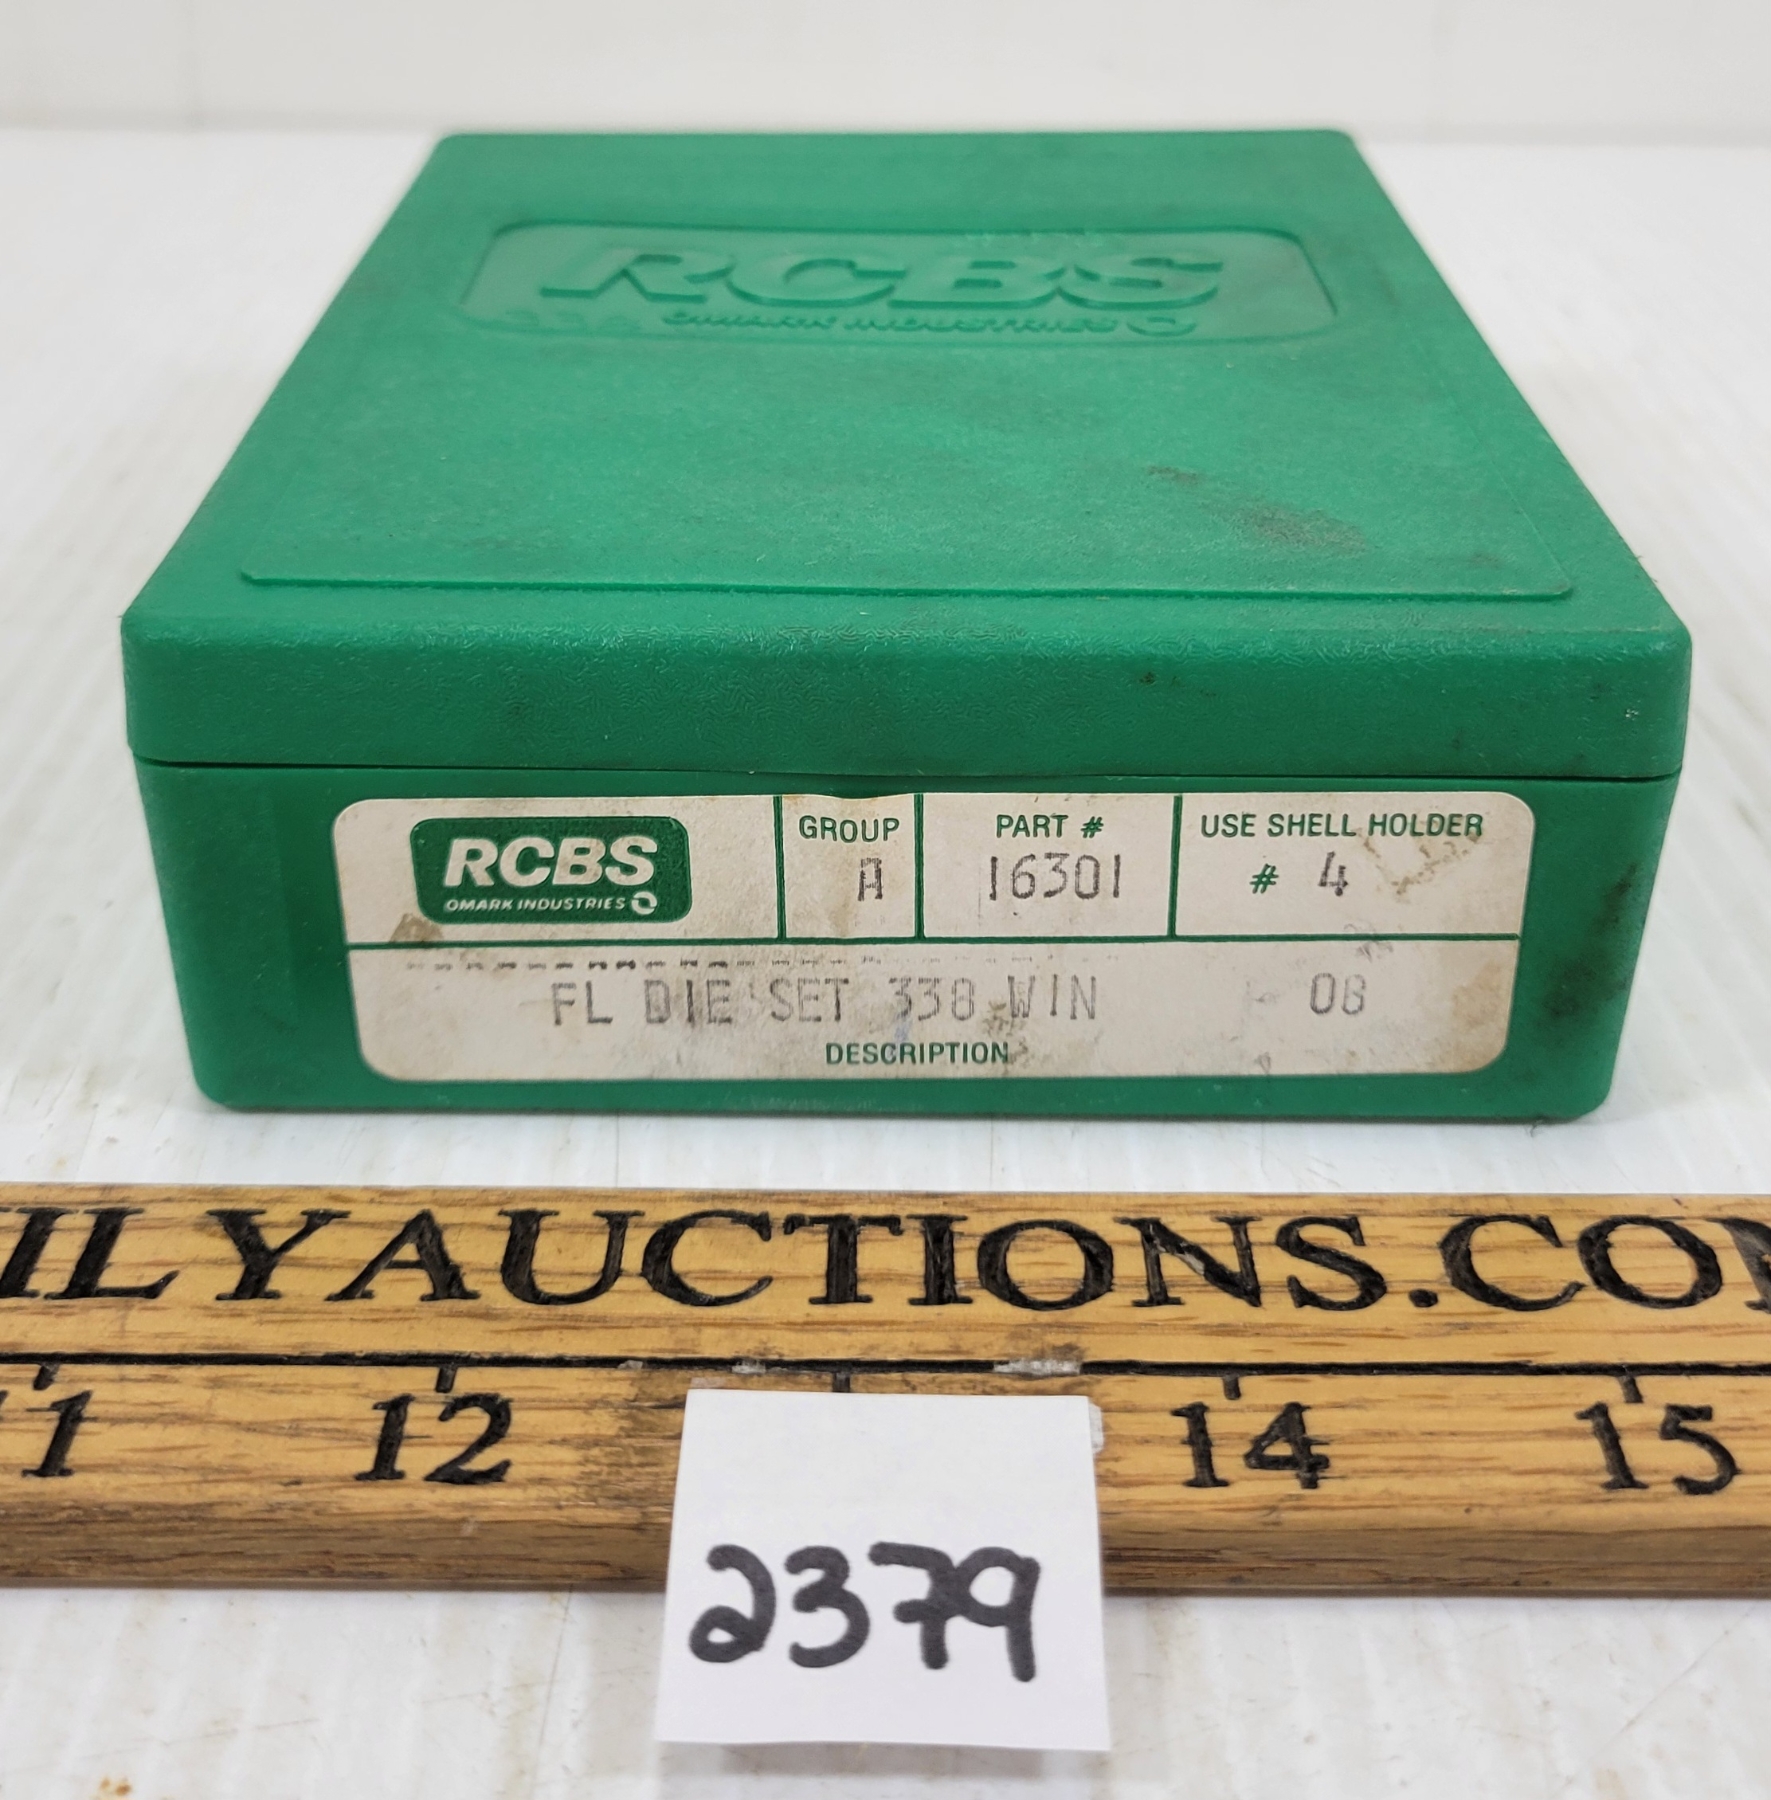 RCBS
OMARK INDUSTRIES
RCBS
OMARK INDUSTRIES
GROUP
A
PART #
16301
USE SHELL HOLDER
# 4
FL DIE SET 338 WIN 08
DESCRIPTION
ILYAUCTIONS.CO
11 12 14 15
2379